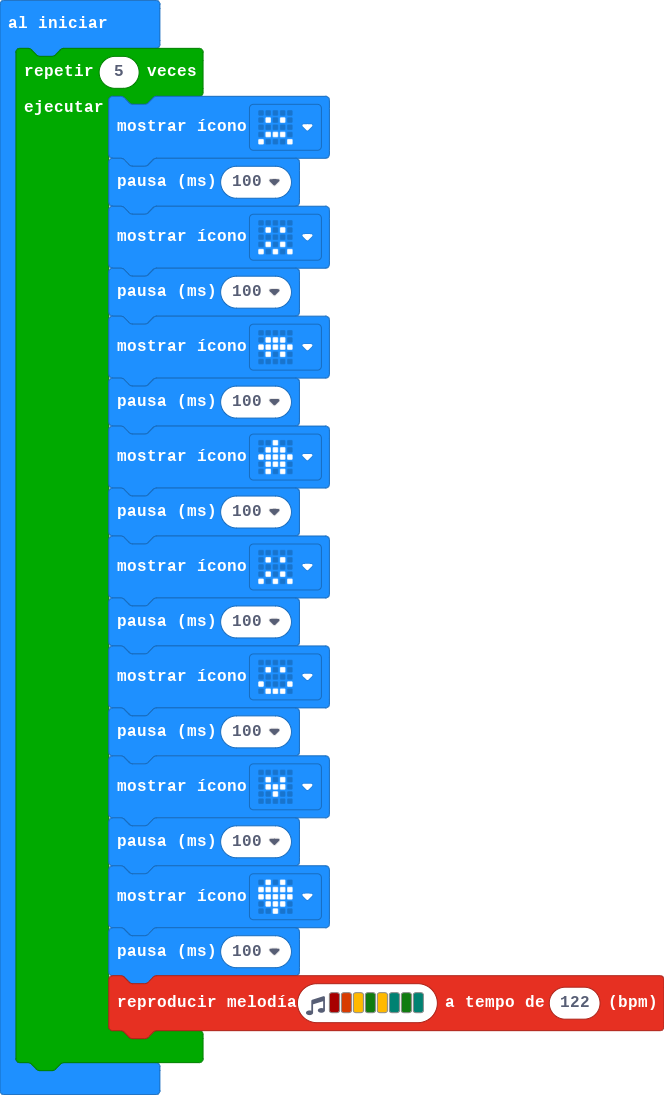 al iniciar
repetir 5 veces
ejecutar
mostrar ícono
pausa (ms) 100
mostrar ícono
pausa (ms) 100
mostrar ícono
pausa (ms) 100
mostrar ícono
pausa (ms) 100
mostrar ícono
pausa (ms) 100
mostrar ícono
pausa (ms) 100
mostrar ícono
pausa (ms) 100
mostrar ícono
pausa (ms) 100
reproducir melodía a tempo de 122 (bpm)